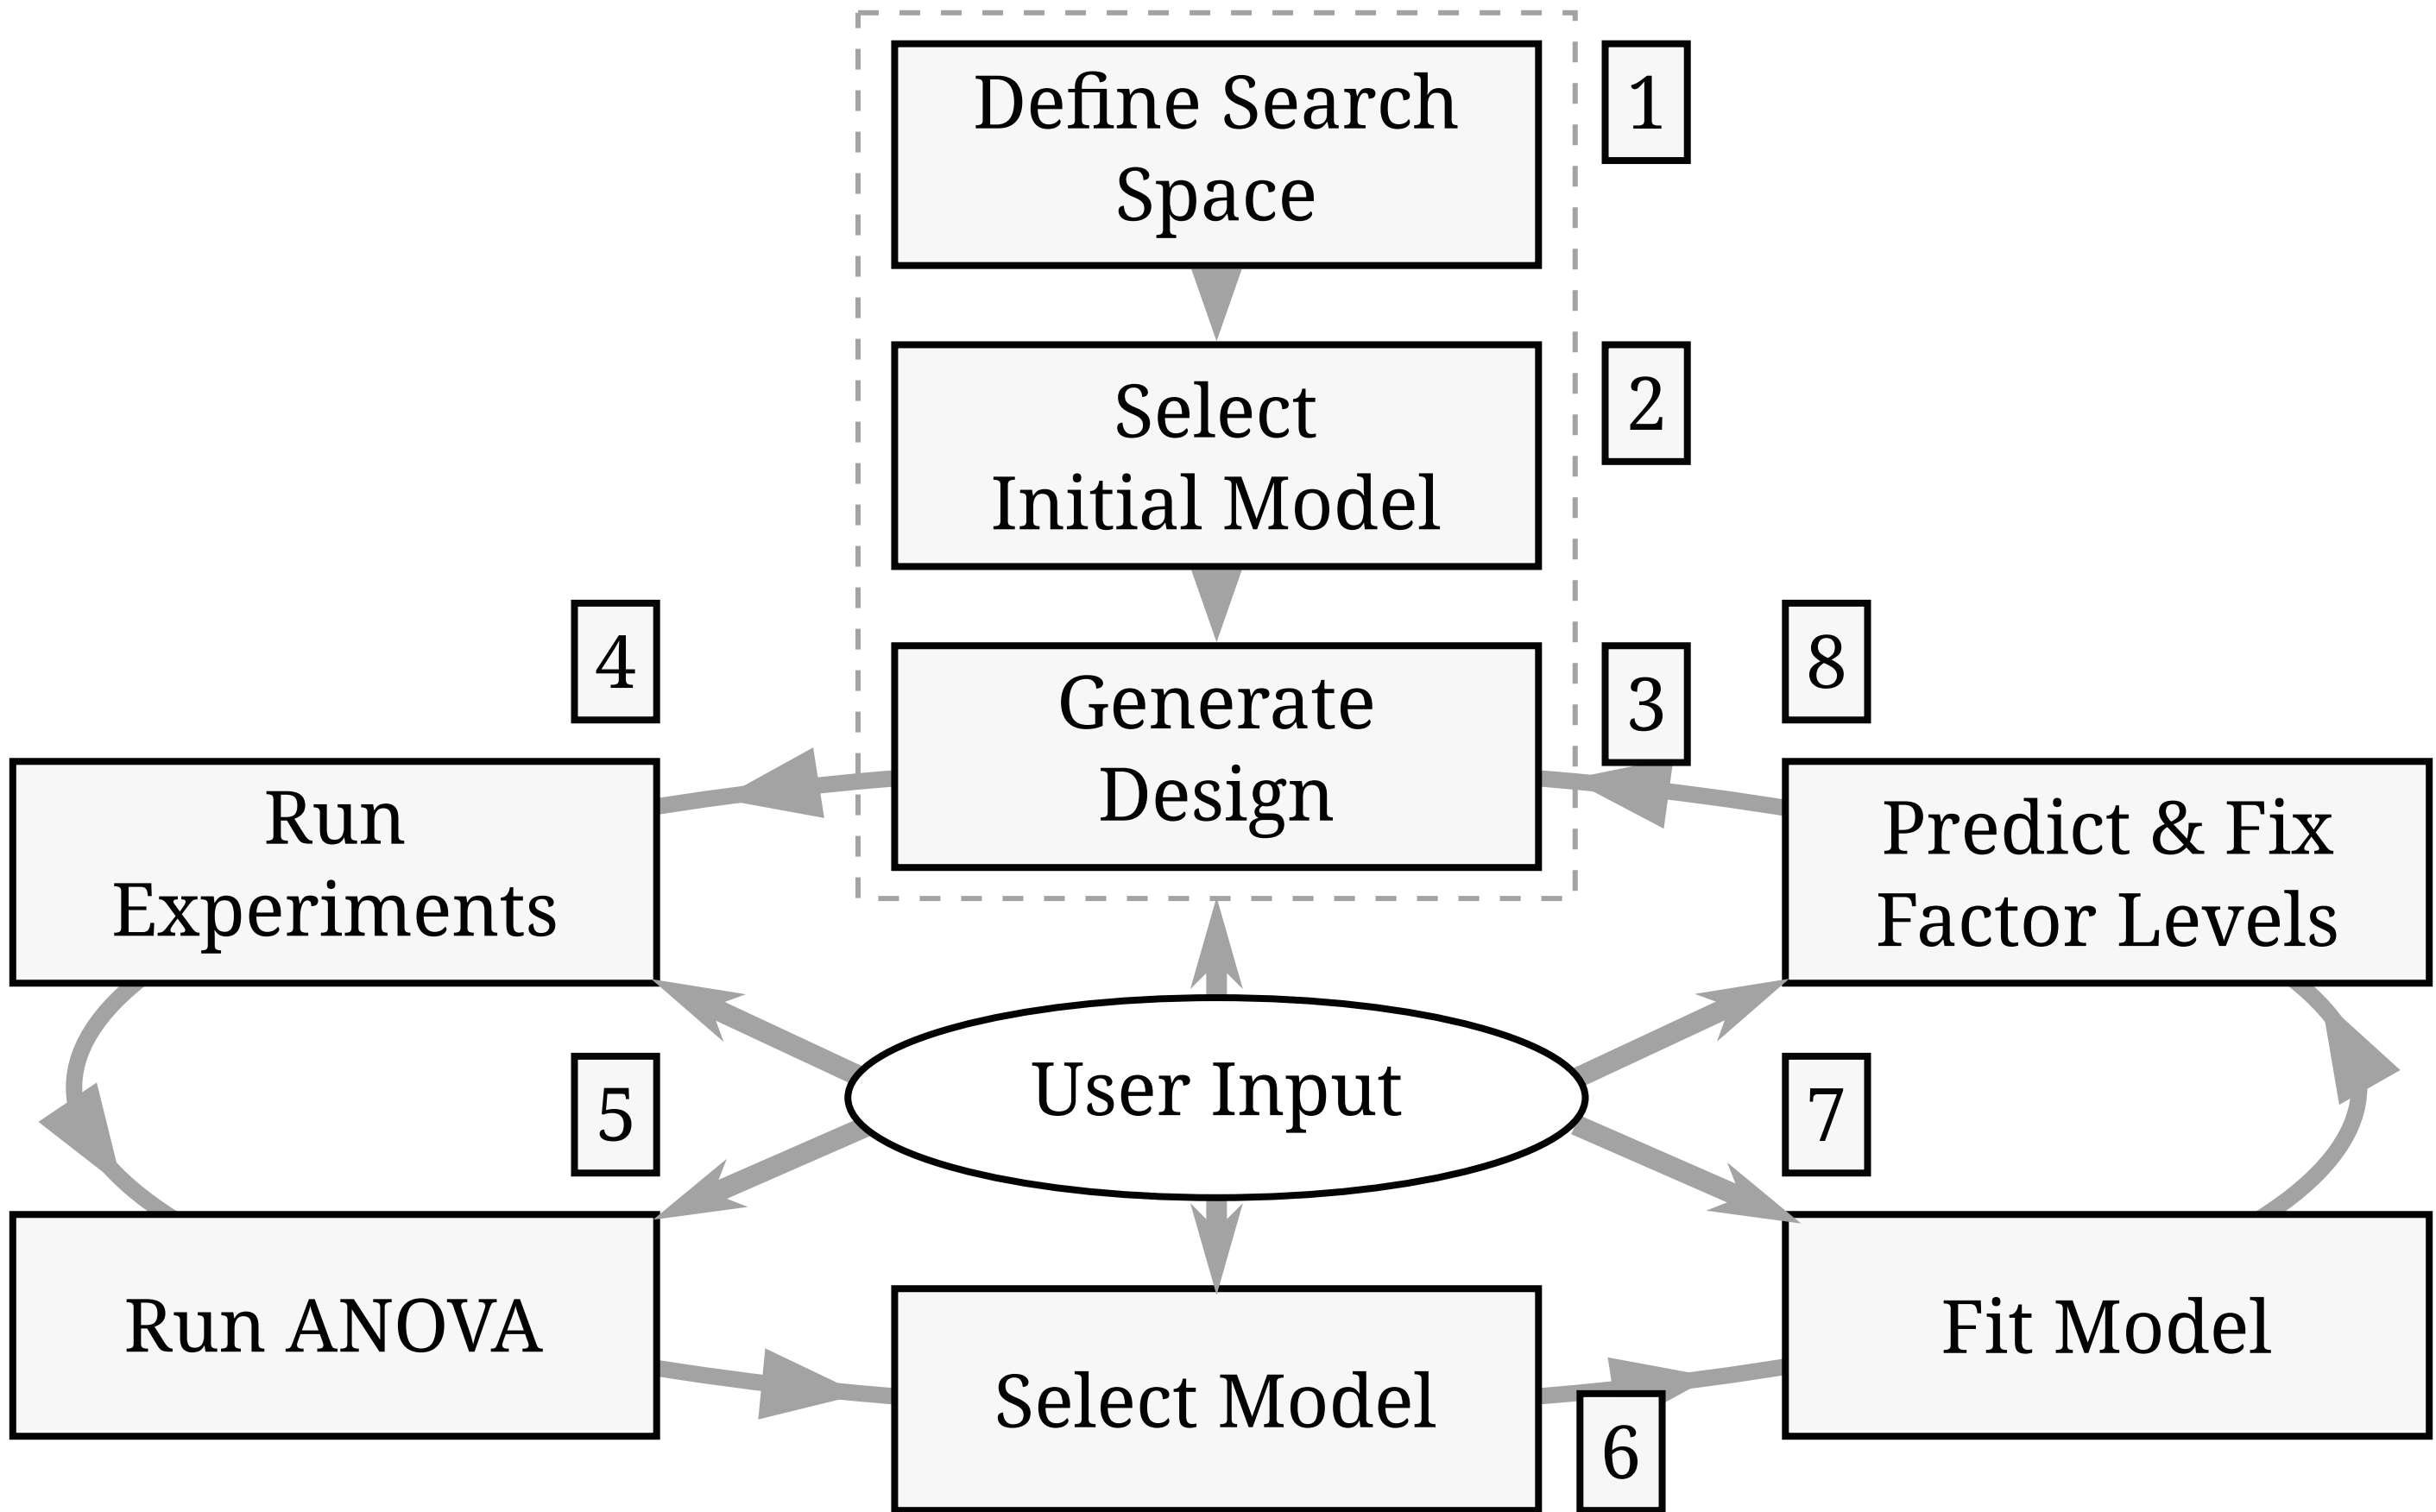 Define Search
Space
1
Select
Initial Model
2
Generate
Design
3
4
Run
Experiments
8
Predict & Fix
Factor Levels
User Input
5
Run ANOVA
Select Model
6
7
Fit Model